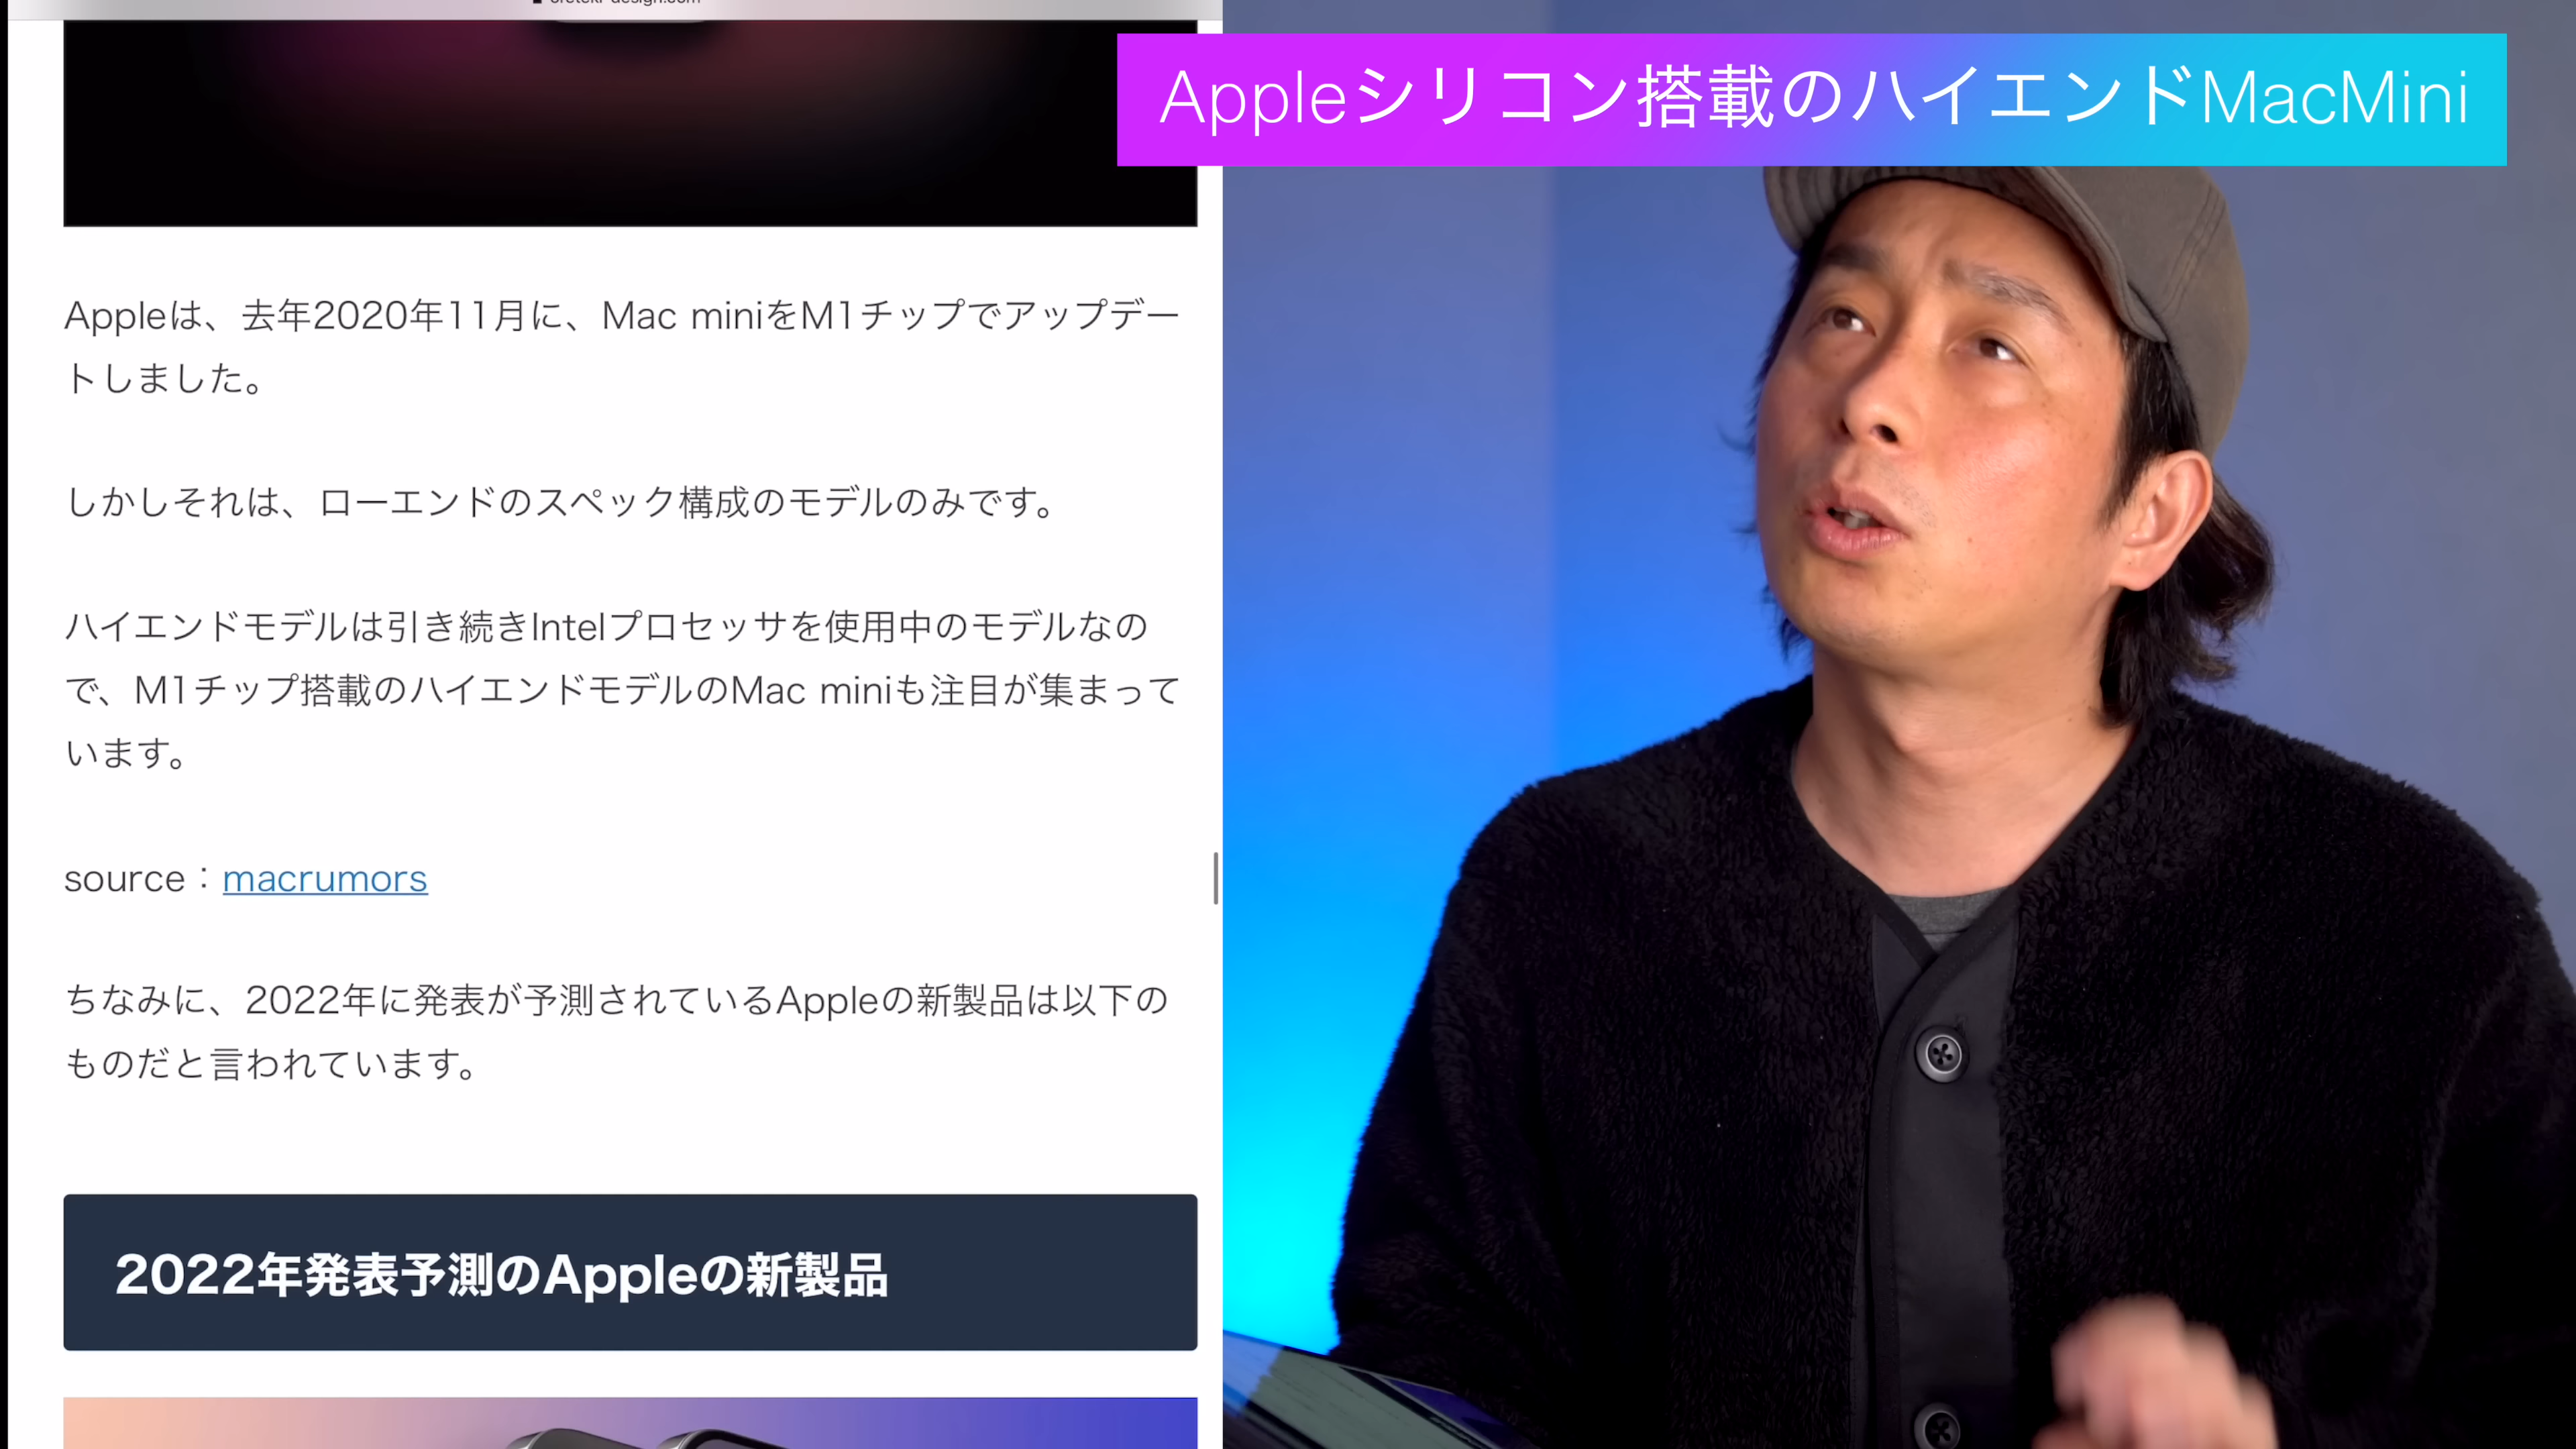 Appleシリコン搭載のハイエンドMacMini
Appleは、去年2020年11月に、Mac miniをM1チップでアップデー
トしました。
しかしそれは、ローエンドのスペック構成のモデルのみです。
ハイエンドモデルは引き続きIntelプロセッサを使用中のモデルなの
で、M1チップ搭載のハイエンドモデルのMac miniも注目が集まって
います。
source：macrumors
ちなみに、2022年に発表が予測されているAppleの新製品は以下の
ものだと言われています。
2022年発表予測のAppleの新製品